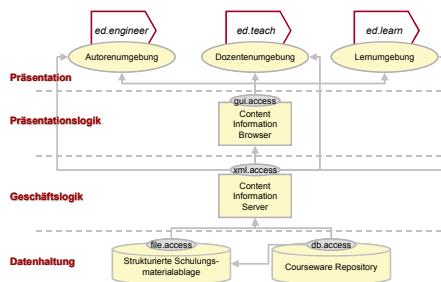 ed.engineer
ed.teach
ed.learn
Autorenumgebung
Dozentenumgebung
Lernumgebung
Präsentation
gui.access
Präsentationslogik
Content
Information
Browser
xml.access
Geschäftslogik
Content
Information
Server
file.access
db.access
Datenhaltung
Strukturierte Schulungs-
materialablage
Courseware Repository